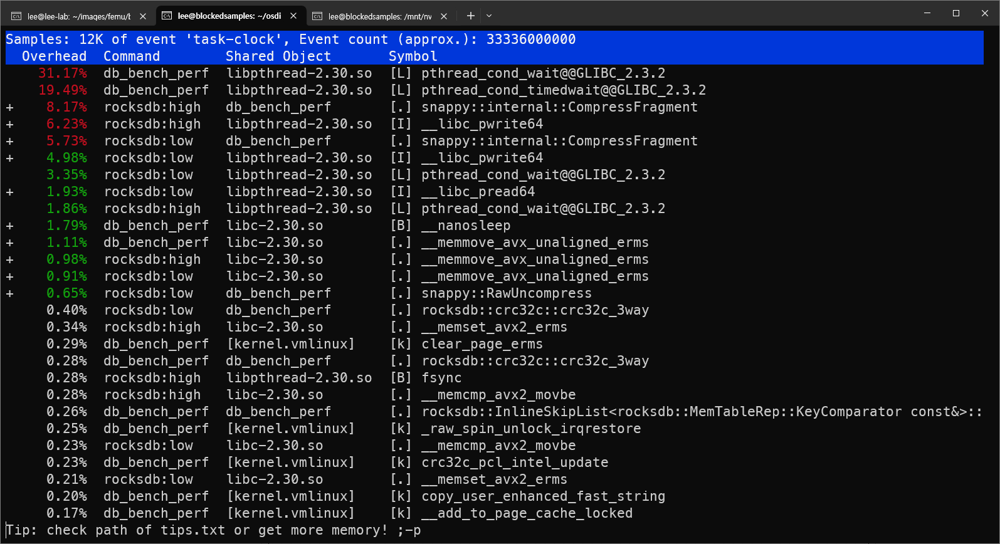 lee@lee-lab: ~/images/femu/b
lee@blockedsamples: ~/osdi
lee@blockedsamples: /mnt/nv
Samples: 12K of event 'task-clock', Event count (approx.): 33336000000
Overhead Command Shared Object Symbol
31.17% db_bench_perf libpthread-2.30.so [L] pthread_cond_wait@@GLIBC_2.3.2
19.49% db_bench_perf libpthread-2.30.so [L] pthread_cond_timedwait@@GLIBC_2.3.2
+ 8.17% rocksdb:high db_bench_perf [.] snappy::internal::CompressFragment
+ 6.23% rocksdb:high libpthread-2.30.so [I] __libc_pwrite64
+ 5.73% rocksdb:low db_bench_perf [.] snappy::internal::CompressFragment
+ 4.98% rocksdb:low libpthread-2.30.so [I] __libc_pwrite64
3.35% rocksdb:low libpthread-2.30.so [L] pthread_cond_wait@@GLIBC_2.3.2
+ 1.93% rocksdb:low libpthread-2.30.so [I] __libc_pread64
1.86% rocksdb:high libpthread-2.30.so [L] pthread_cond_wait@@GLIBC_2.3.2
+ 1.79% db_bench_perf libc-2.30.so [B] __nanosleep
+ 1.11% db_bench_perf libc-2.30.so [.] __memmove_avx_unaligned_erms
+ 0.98% rocksdb:high libc-2.30.so [.] __memmove_avx_unaligned_erms
+ 0.91% rocksdb:low libc-2.30.so [.] __memmove_avx_unaligned_erms
+ 0.65% rocksdb:low db_bench_perf [.] snappy::RawUncompress
0.40% rocksdb:low db_bench_perf [.] rocksdb::crc32c::crc32c_3way
0.34% rocksdb:high libc-2.30.so [.] __memset_avx2_erms
0.29% db_bench_perf [kernel.vmlinux] [k] clear_page_erms
0.28% db_bench_perf db_bench_perf [.] rocksdb::crc32c::crc32c_3way
0.28% rocksdb:high libpthread-2.30.so [B] fsync
0.28% rocksdb:high libc-2.30.so [.] __memcmp_avx2_movbe
0.26% db_bench_perf db_bench_perf [.] rocksdb::InlineSkipList<rocksdb::MemTableRep::KeyComparator const&>::
0.25% db_bench_perf [kernel.vmlinux] [k] _raw_spin_unlock_irqrestore
0.23% rocksdb:low libc-2.30.so [.] __memcmp_avx2_movbe
0.23% db_bench_perf [kernel.vmlinux] [k] crc32c_pcl_intel_update
0.21% rocksdb:low libc-2.30.so [.] __memset_avx2_erms
0.20% db_bench_perf [kernel.vmlinux] [k] copy_user_enhanced_fast_string
0.17% db_bench_perf [kernel.vmlinux] [k] __add_to_page_cache_locked
Tip: check path of tips.txt or get more memory! ;-p